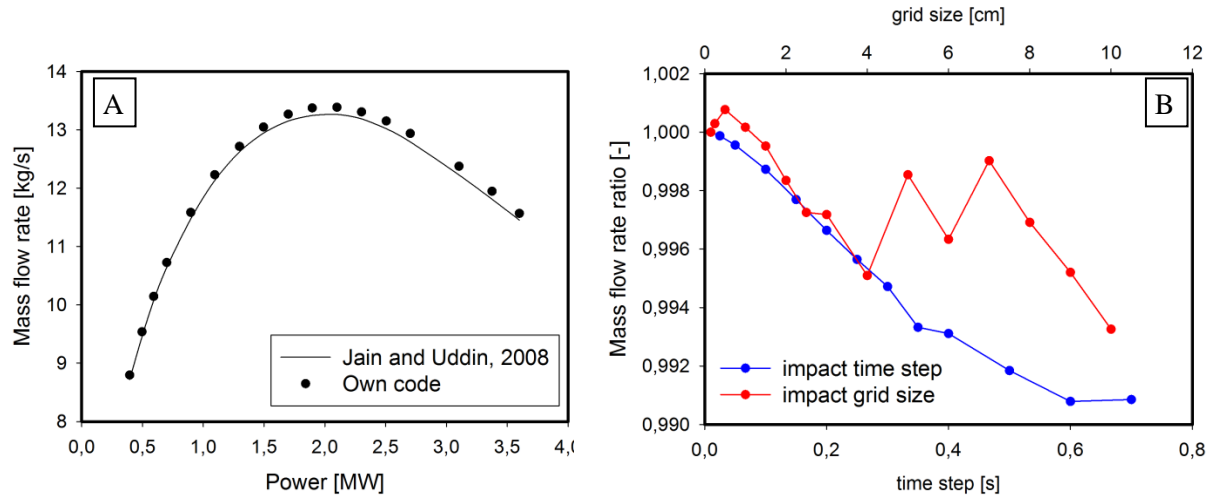 A
Mass flow rate [kg/s]
14
13
12
11
10
9
8
Jain and Uddin, 2008
Own code
0,0 0,5 1,0 1,5 2,0 2,5 3,0 3,5 4,0
Power [MW]
grid size [cm]
0 2 4 6 8 10 12
B
Mass flow rate ratio [-]
1,002
1,000
0,998
0,996
0,994
0,992
0,990
impact time step
impact grid size
0,0 0,2 0,4 0,6 0,8
time step [s]